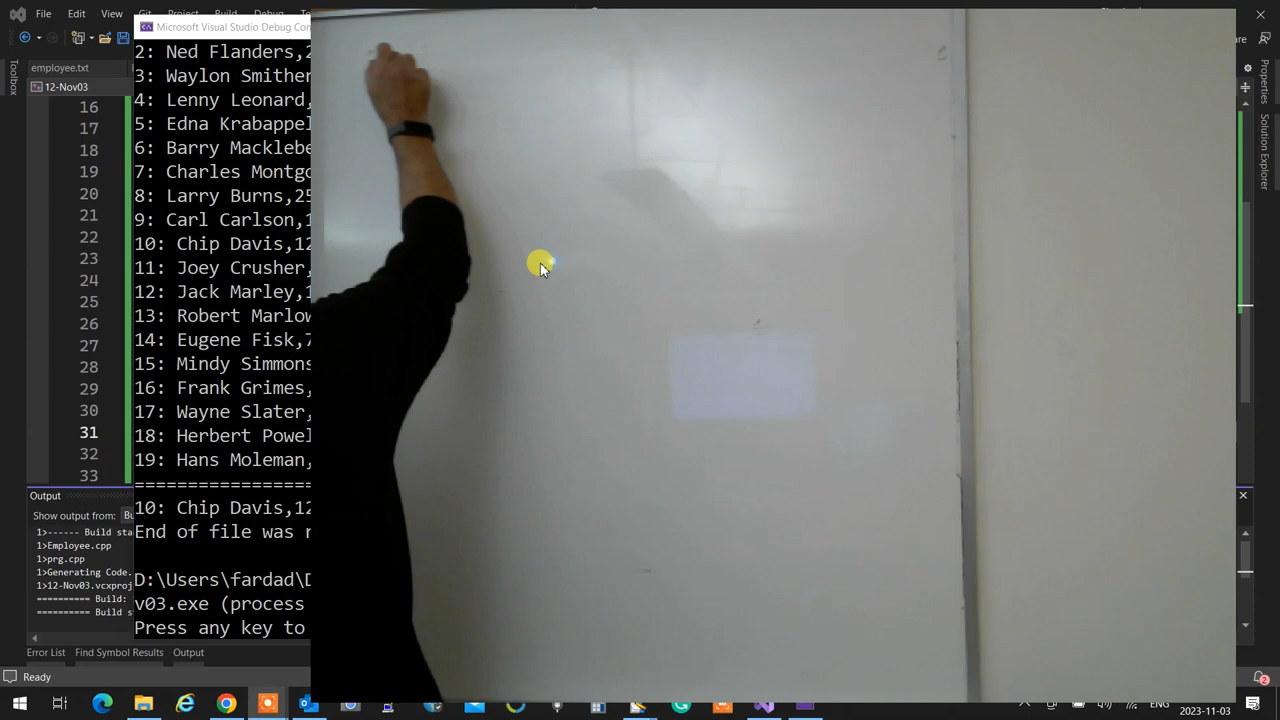 File
Edit
Microsoft Visual Studio Debug Con
employee.txt
12-Nov03
Toolbox
16
17
18
19
20
21
22
23
24
25
26
27
28
29
30
31
32
33
2: Ned Flanders,2
3: Waylon Smither
4: Lenny Leonard,
5: Edna Krabappel
6: Barry Mackleb
7: Charles Montgo
8: Larry Burns,25
9: Carl Carlson,1
10: Chip Davis,12
11: Joey Crusher,
12: Jack Marley,1
13: Robert Marlow
14: Eugene Fisk,7
15: Mindy Simmons
16: Frank Grimes,
17: Wayne Slater,
18: Herbert Powel
19: Hans Moleman,
==================
10: Chip Davis,12
End of file was r
D:\Users\fardad\D
v03.exe (process
Press any key to
Output
Show output from: Bu
1>------ Build sta
1>Employee.cpp
1>prg.cpp
1>Generating Code.
1>12-Nov03.vcxproj
========== Build:
========== Build s
Error List
Find Symbol Results
Output
Ready
are
Properties
Solution Explorer
2
ENG
2023-11-03